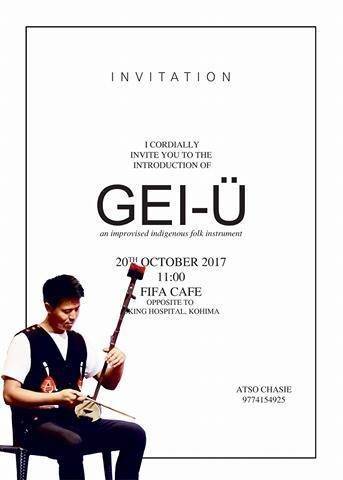 INVITATION
I CORDIALLY
INVITE YOU TO THE
INTRODUCTION OF
GEI-Ü
an improvised indigenous folk instrument
20TH OCTOBER 2017
11:00
FIFA CAFE
OPPOSITE TO
KING HOSPITAL, KOHIMA
ATSO CHASIE
9774154925